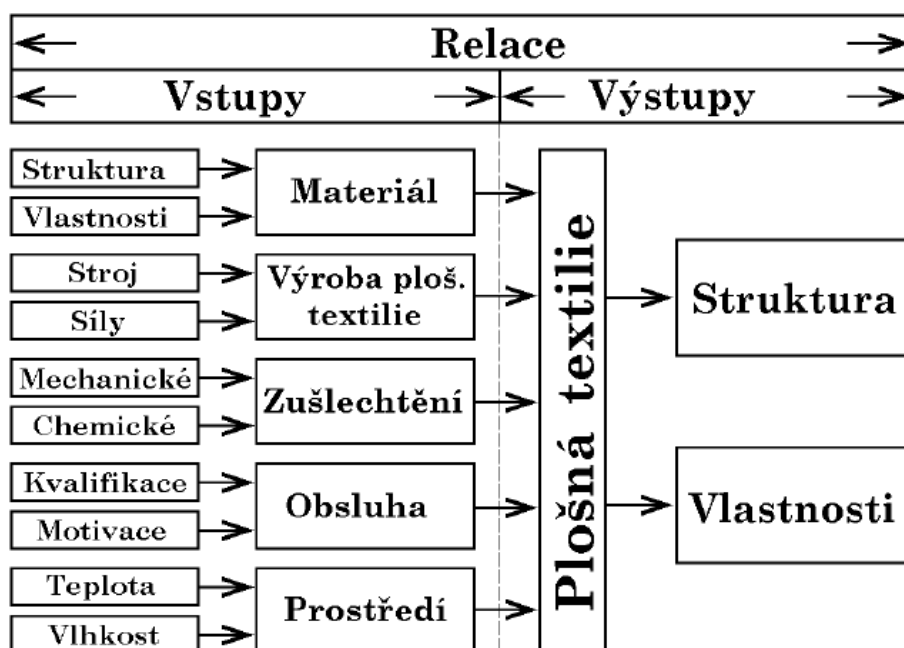 Relace
Vstupy
Výstupy
Struktura
Vlastnosti
Materiál
Stroj
Síly
Výroba ploš.
textilie
Mechanické
Chemické
Zušlechtění
Kvalifikace
Motivace
Obsluha
Teplota
Vlhkost
Prostředí
Plošná textilie
Struktura
Vlastnosti